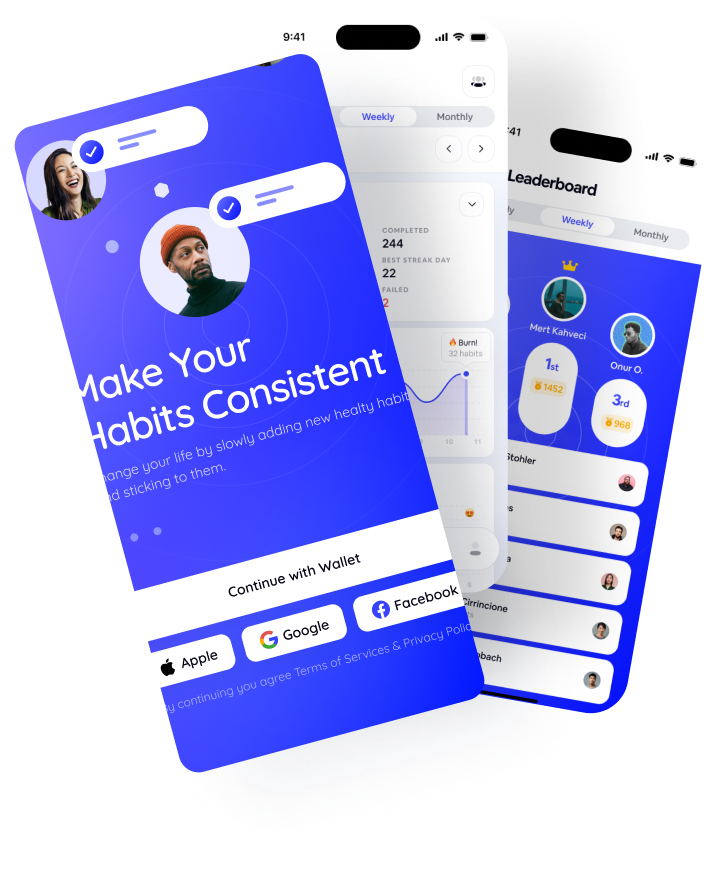 9:41
Weekly
Monthly
COMPLETED
244
BEST STREAK DAY
22
FAILED
2
🔥 Burn!
32 habits
10
11
Make Your
Habits Consistent
hange your life by slowly adding new healty habit
nd sticking to them.
Continue with Wallet
Apple
Google
Facebook
y continuing you agree Terms of Services & Privacy Polic
:41
Leaderboard
ly
Weekly
Monthly
Mert Kahveci
Onur O.
1st
1452
3rd
968
Stohler
Cirrincione